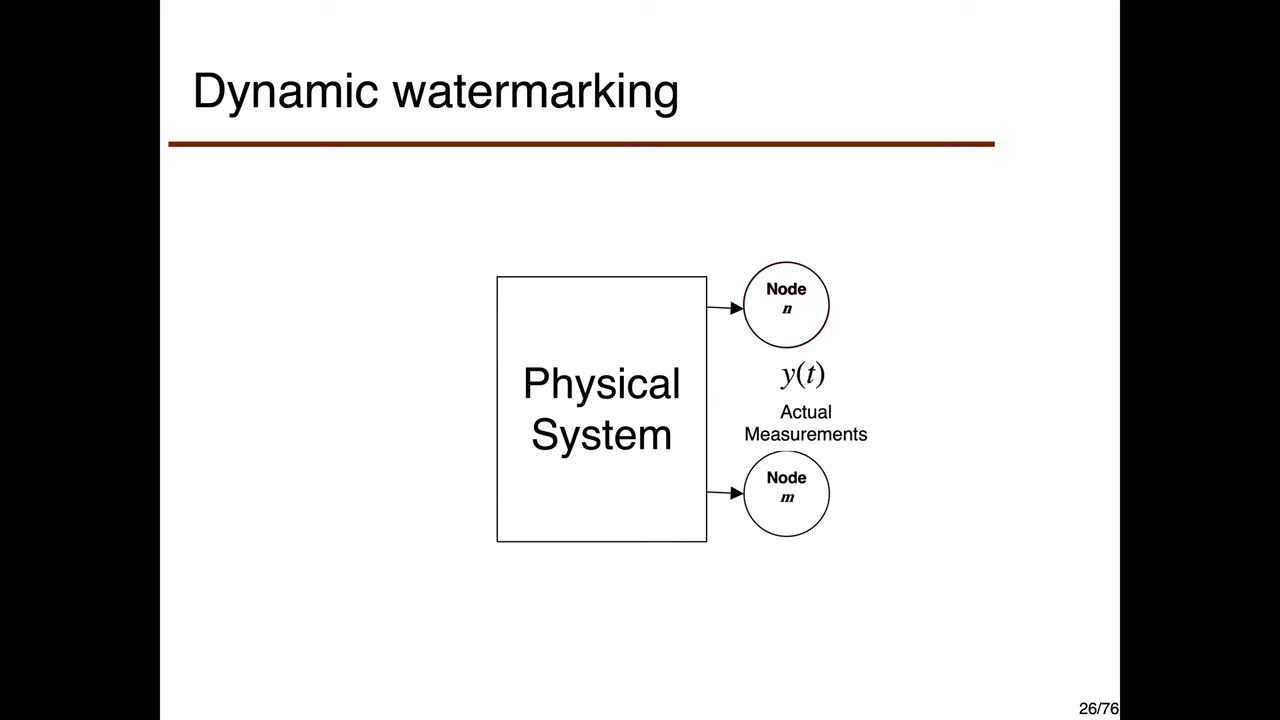 Dynamic watermarking
Node
n
Physical
System
y(t)
Actual
Measurements
Node
m
26/76